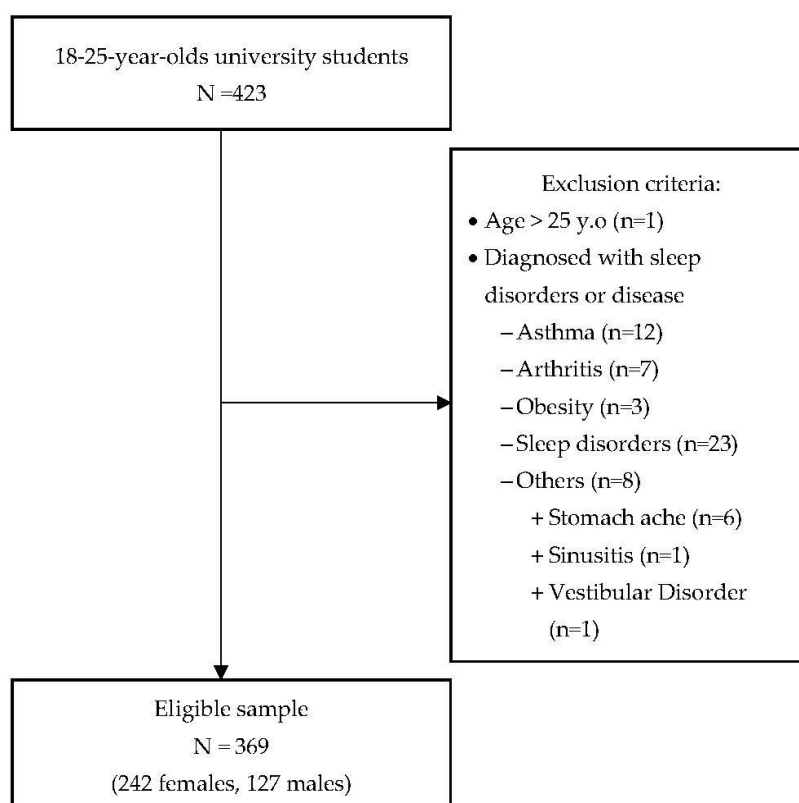 18-25-year-olds university students
N =423
Exclusion criteria:
• Age > 25 y.o (n=1)
• Diagnosed with sleep
disorders or disease
– Asthma (n=12)
– Arthritis (n=7)
– Obesity (n=3)
– Sleep disorders (n=23)
– Others (n=8)
+ Stomach ache (n=6)
+ Sinusitis (n=1)
+ Vestibular Disorder
(n=1)
Eligible sample
N = 369
(242 females, 127 males)